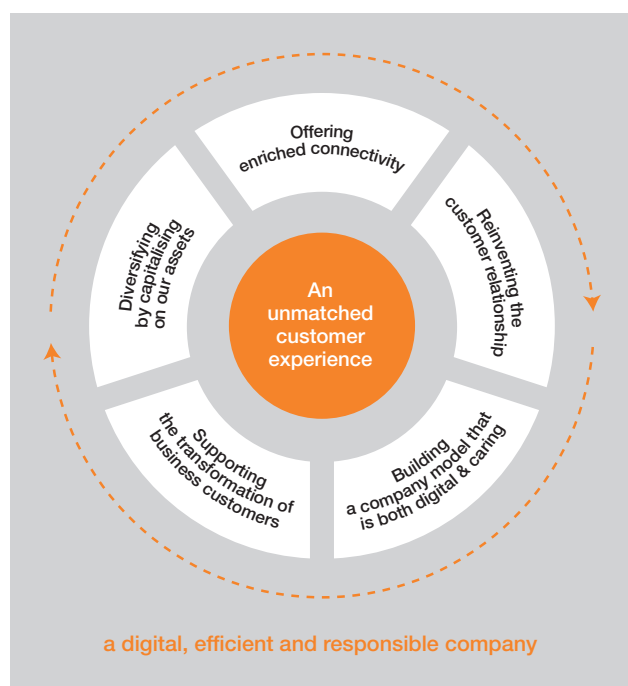 Offering
enriched connectivity
Reinventing the
customer relationship
Building
a company model that
is both digital & caring
Supporting
the transformation of
business customers
Diversifying
by capitalising
on our assets
An
unmatched
customer
experience
a digital, efficient and responsible company